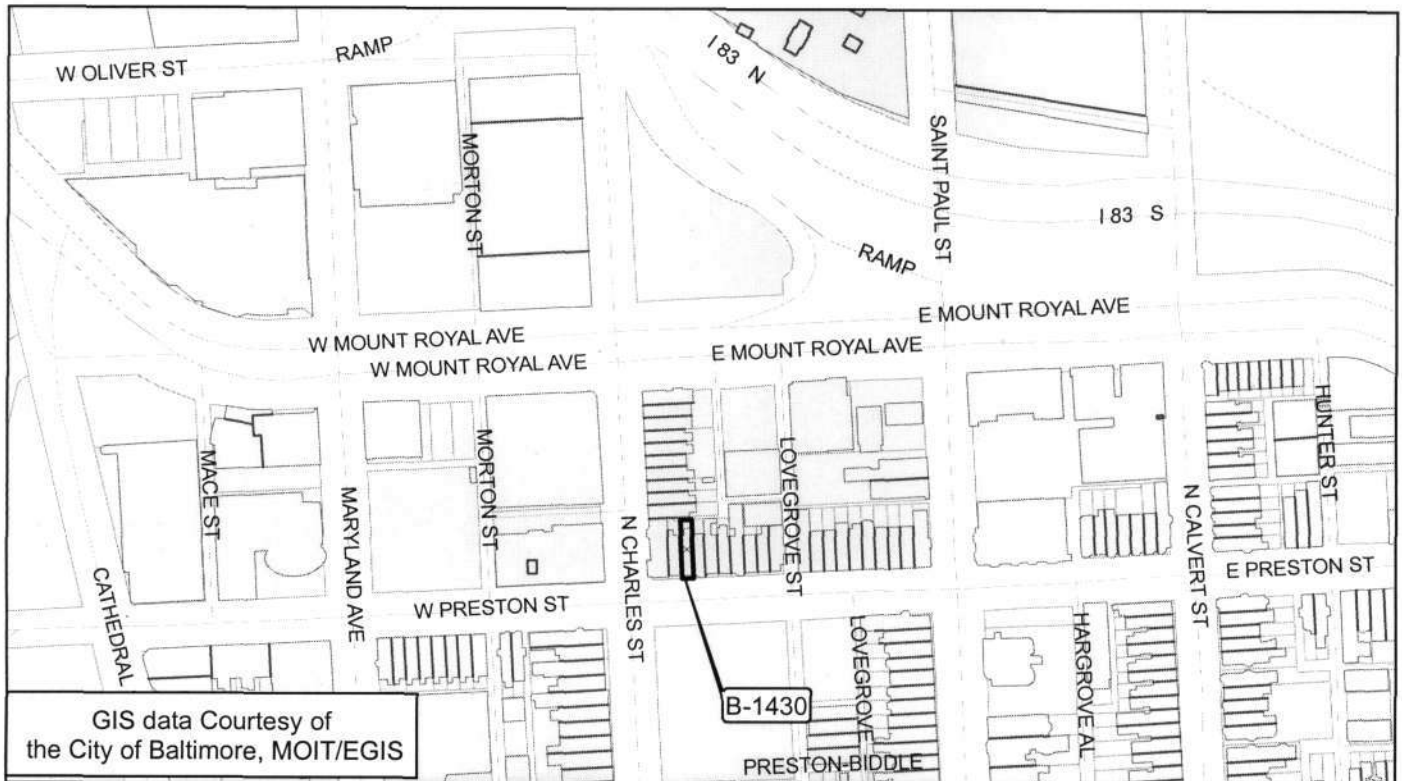 W OLIVER ST
RAMP
I 83 N
MORTON ST
SAINT PAUL ST
I 83 S
RAMP
E MOUNT ROYAL AVE
W MOUNT ROYAL AVE
E MOUNT ROYAL AVE
W MOUNT ROYAL AVE
MACE ST
MARYLAND AVE
MORTON ST
N CHARLES ST
LOVEGROVE ST
N CALVERT ST
HUNTER ST
CATHEDRAL
W PRESTON ST
E PRESTON ST
LOVEGROVE
HARGROVE AL
B-1430
GIS data Courtesy of
the City of Baltimore, MOIT/EGIS
PRESTON-BIDDLE